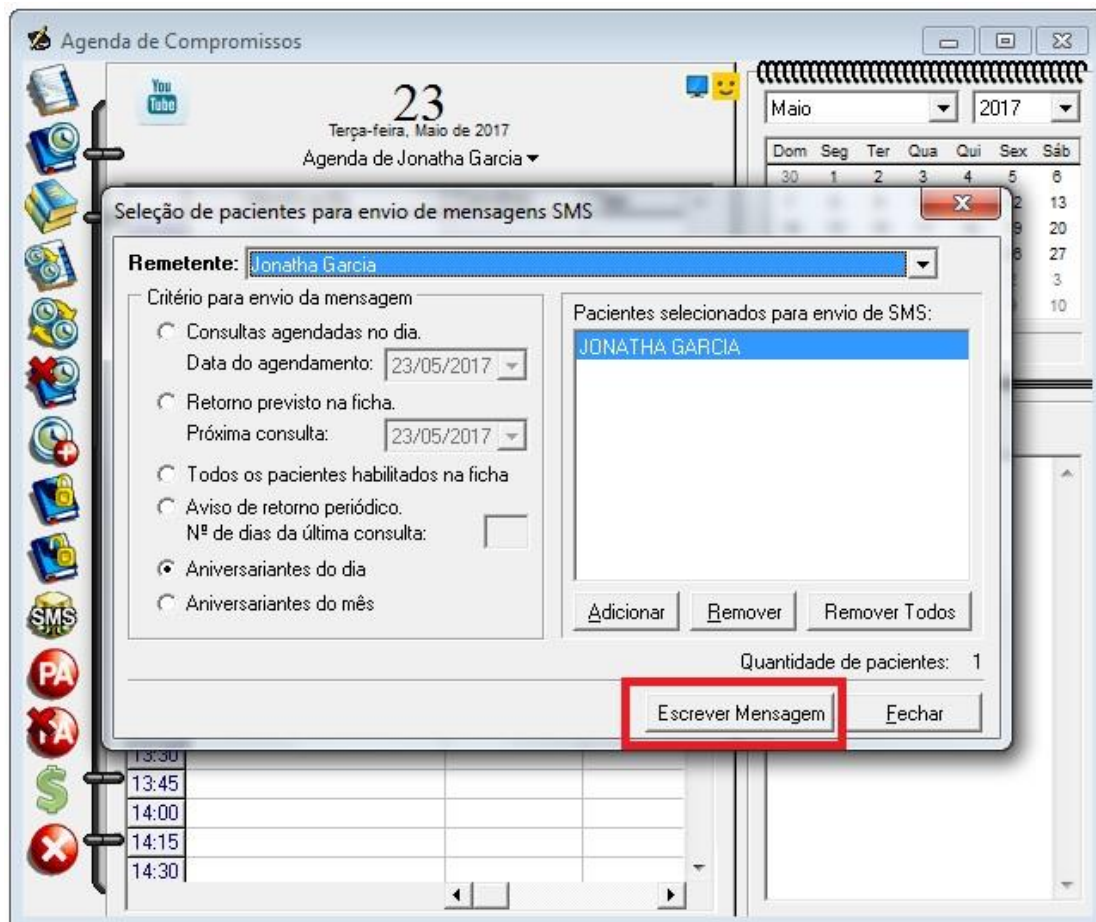 Agenda de Compromissos
You
Tube
23
Terça-feira, Maio de 2017
Agenda de Jonatha Garcia
Maio 2017
Dom Seg Ter Qua Qui Sex Sáb
30 1 2 3 4 5 6
13
20
27
3
10
Seleção de pacientes para envio de mensagens SMS
Remetente: Jonatha Garcia
Critério para envio da mensagem
Consultas agendadas no dia.
Data do agendamento: 23/05/2017
Retorno previsto na ficha.
Próxima consulta: 23/05/2017
Todos os pacientes habilitados na ficha
Aviso de retorno periódico.
Nº de dias da última consulta:
Aniversariantes do dia
Aniversariantes do mês
Pacientes selecionados para envio de SMS:
JONATHA GARCIA
Adicionar Remover Remover Todos
Quantidade de pacientes: 1
Escrever Mensagem Fechar
SMS
PA
13:30
13:45
14:00
14:15
14:30